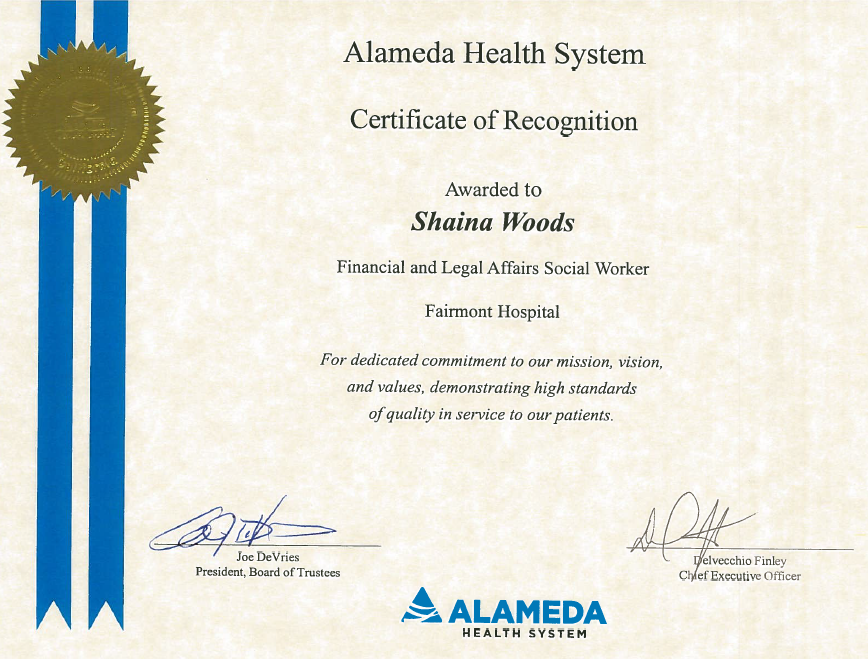 Alameda Health System
Certificate of Recognition
Awarded to
Shaina Woods
Financial and Legal Affairs Social Worker
Fairmont Hospital
For dedicated commitment to our mission, vision,
and values, demonstrating high standards
of quality in service to our patients.
Joe DeVries
President, Board of Trustees
Delvecchio Finley
Chief Executive Officer
ALAMEDA
HEALTH SYSTEM